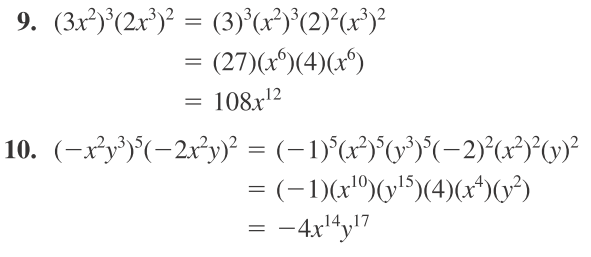 9. (3x²)³(2x³)² = (3)³(x²)³(2)²(x³)²
= (27)(x⁶)(4)(x⁶)
= 108x¹²
10. (−x²y³)⁵(−2x²y)² = (−1)⁵(x²)⁵(y³)⁵(−2)²(x²)²(y)²
= (−1)(x¹⁰)(y¹⁵)(4)(x⁴)(y²)
= −4x¹⁴y¹⁷